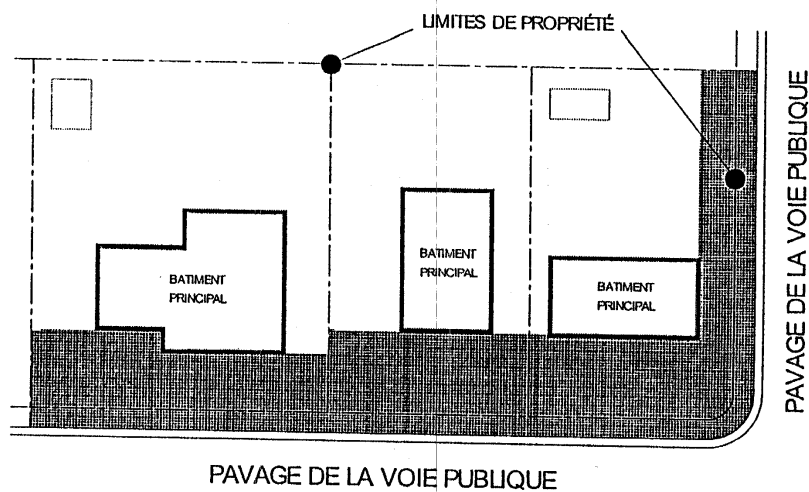 LIMITES DE PROPRIÉTÉ
PAVAGE DE LA VOIE PUBLIQUE
BATIMENT
PRINCIPAL
BATIMENT
PRINCIPAL
BATIMENT
PRINCIPAL
PAVAGE DE LA VOIE PUBLIQUE